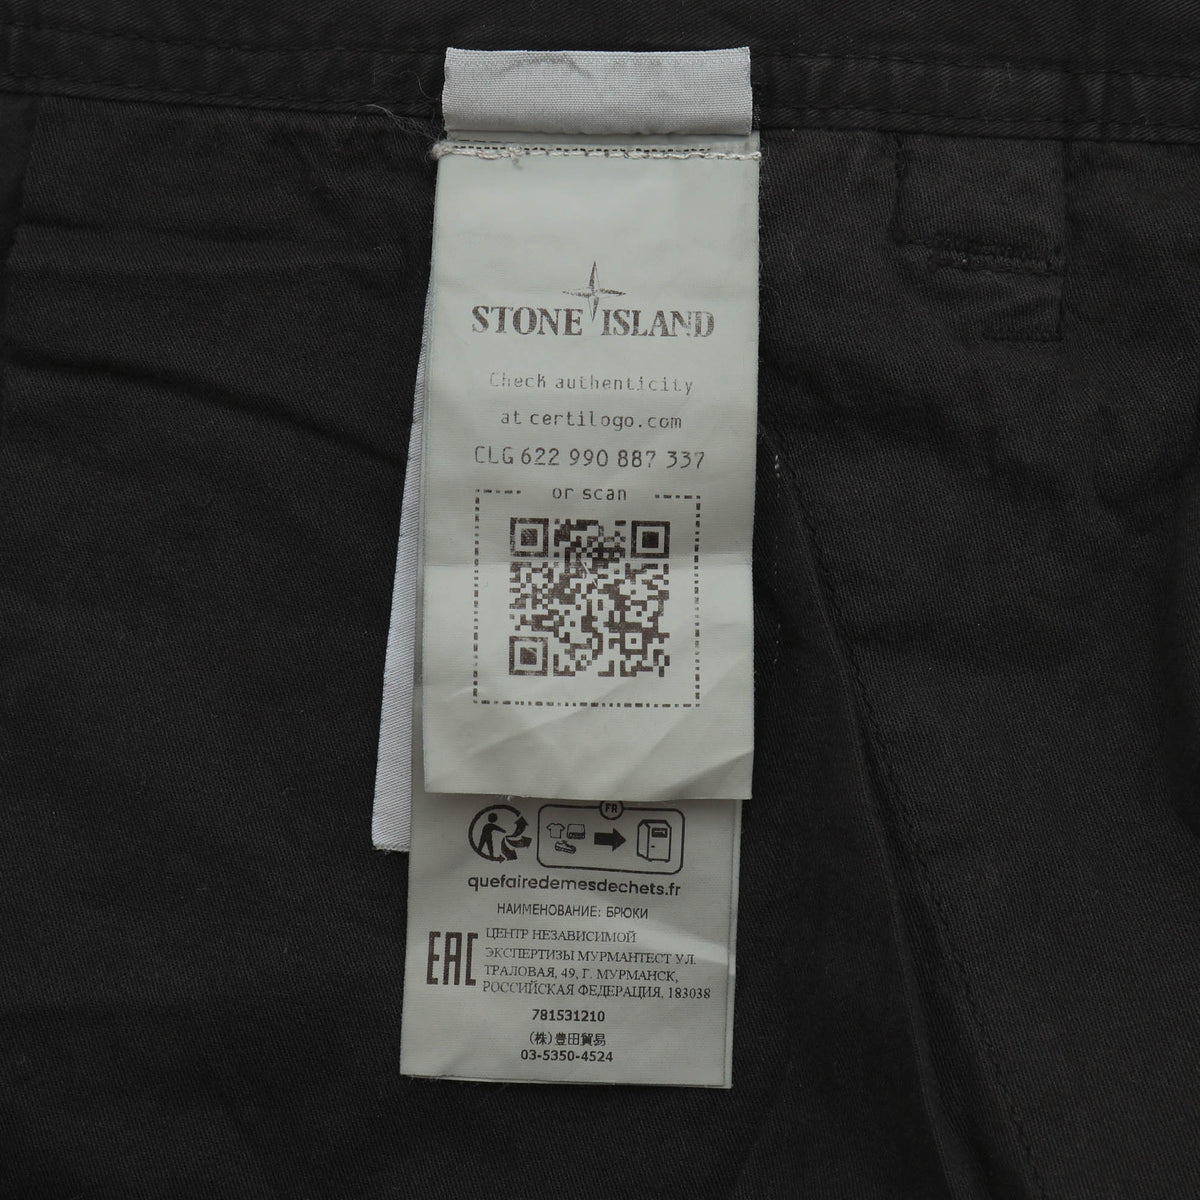 STONE ISLAND
Check authenticity
at certilogo.com
CLG 622 990 887 337
or scan
FR
quefairedemesdechets.fr
НАИМЕНОВАНИЕ: БРЮКИ
EAC
ЦЕНТР НЕЗАВИСИМОЙ
ЭКСПЕРТИЗЫ МУРМАНТЕСТ УЛ.
ТРАЛОВАЯ, 49, Г. МУРМАНСК,
РОССИЙСКАЯ ФЕДЕРАЦИЯ, 183038
781531210
(株)豊田貿易
03-5350-4524